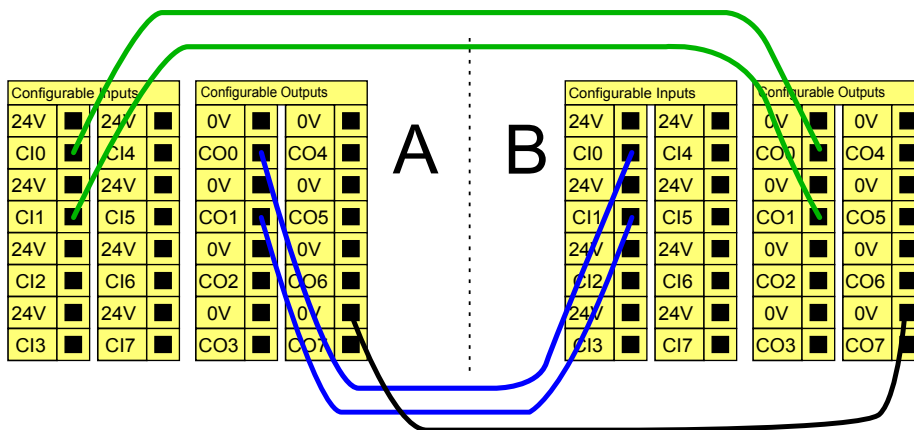 A B
Configurable Inputs Configurable Outputs Configurable Inputs Configurable Outputs
24V 24V 0V 0V 24V 24V 0V 0V
CI0 CI4 CO0 CO4 CI0 CI4 CO0 CO4
24V 24V 0V 0V 24V 24V 0V 0V
CI1 CI5 CO1 CO5 CI1 CI5 CO1 CO5
24V 24V 0V 0V 24V 24V 0V 0V
CI2 CI6 CO2 CO6 CI2 CI6 CO2 CO6
24V 24V 0V 0V 24V 24V 0V 0V
CI3 CI7 CO3 CO7 CI3 CI7 CO3 CO7